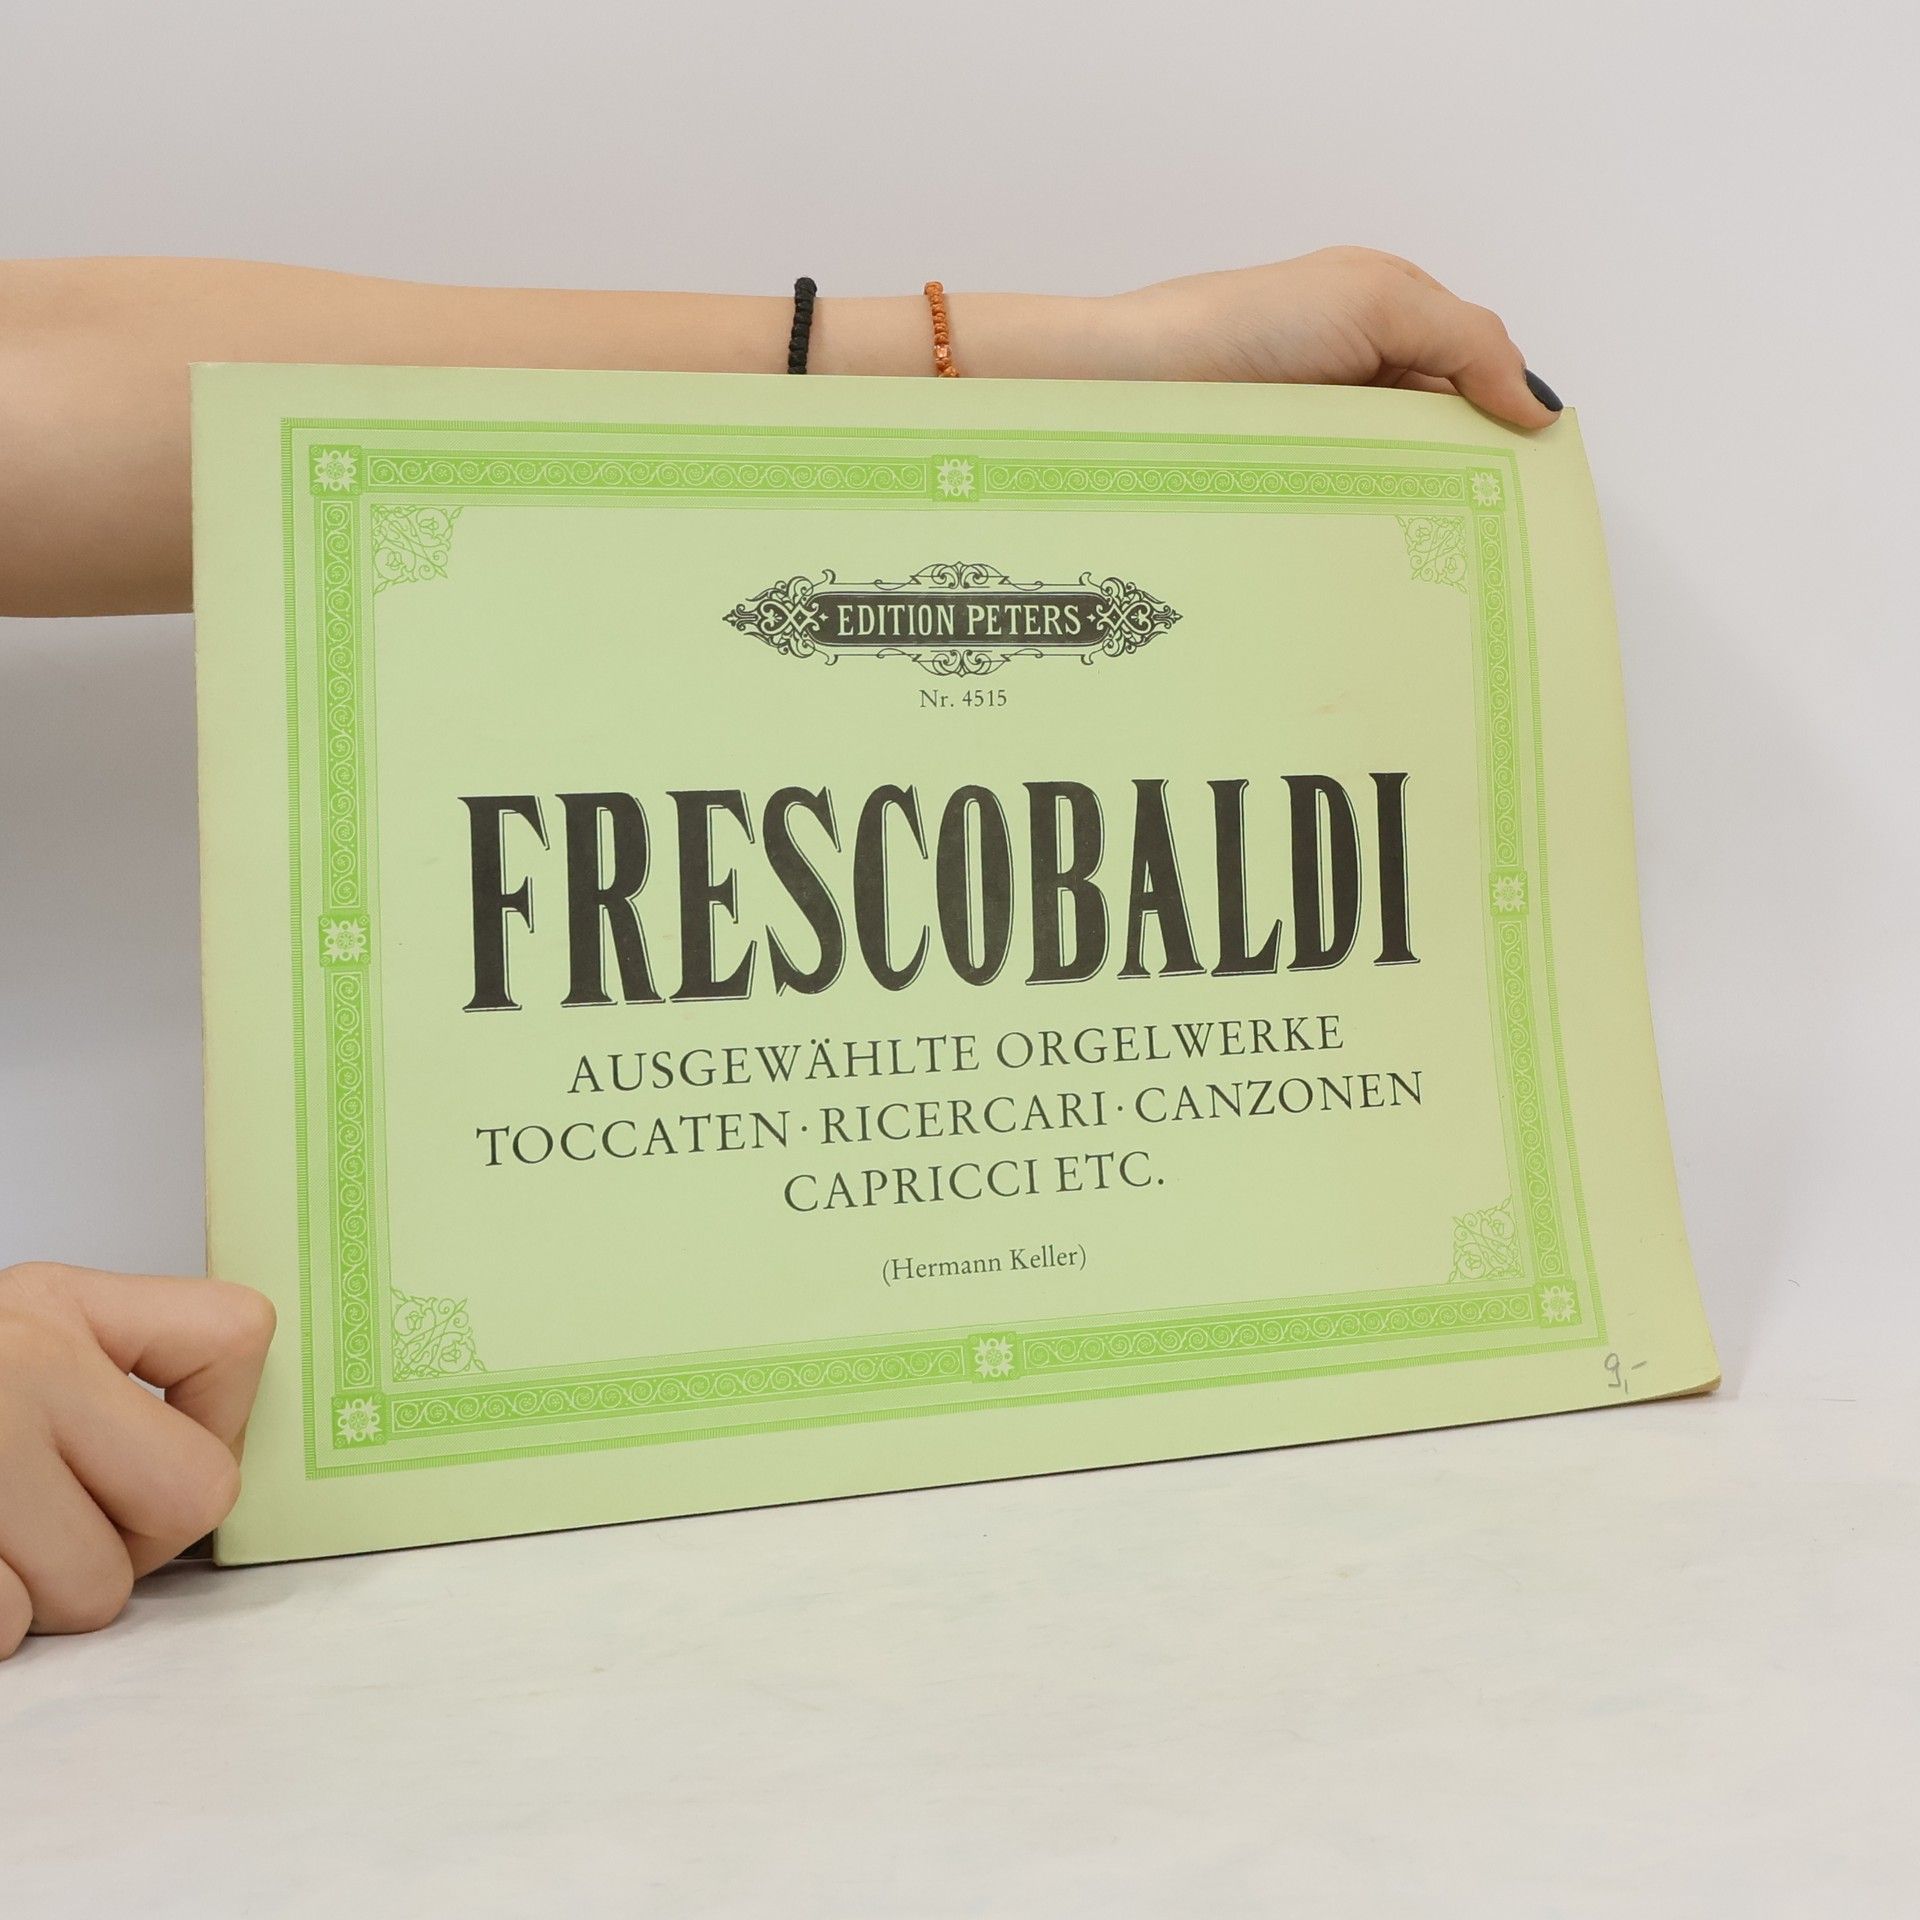 EDITION PETERS
Nr. 4515
FRESCOBALDI
AUSGEWÄHLTE ORGELWERKE
TOCCATEN · RICERCARI · CANZONEN
CAPRICCI ETC.
(Hermann Keller)
9,-